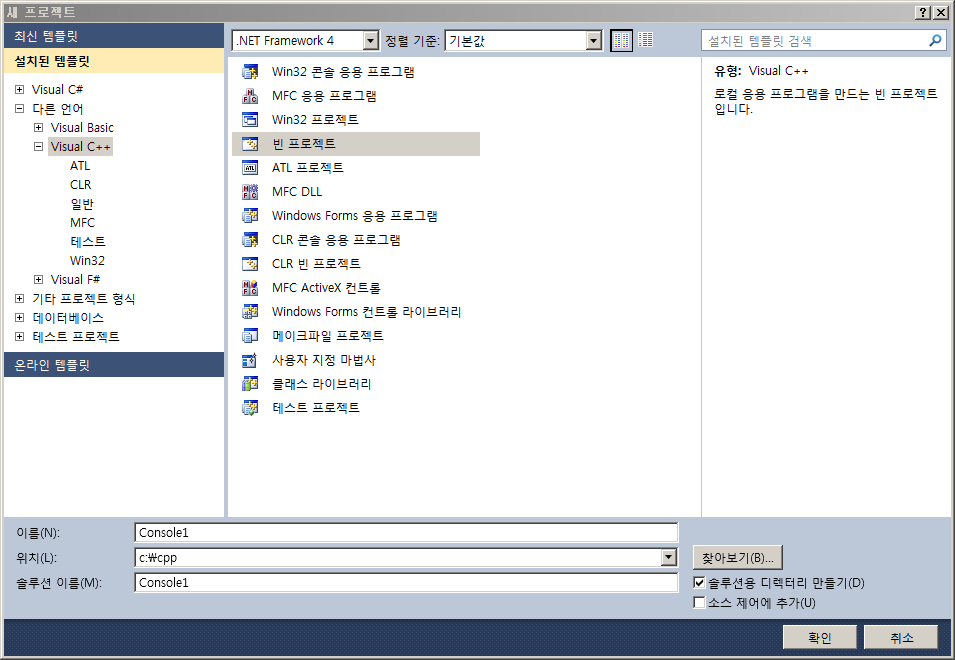 새 프로젝트
최신 템플릿
설치된 템플릿
Visual C#
다른 언어
Visual Basic
Visual C++
ATL
CLR
일반
MFC
테스트
Win32
Visual F#
기타 프로젝트 형식
데이터베이스
테스트 프로젝트
온라인 템플릿
.NET Framework 4
정렬 기준:
기본값
설치된 템플릿 검색
Win32 콘솔 응용 프로그램
MFC 응용 프로그램
Win32 프로젝트
빈 프로젝트
ATL 프로젝트
MFC DLL
Windows Forms 응용 프로그램
CLR 콘솔 응용 프로그램
CLR 빈 프로젝트
MFC ActiveX 컨트롤
Windows Forms 컨트롤 라이브러리
메이크파일 프로젝트
사용자 지정 마법사
클래스 라이브러리
테스트 프로젝트
유형: Visual C++
로컬 응용 프로그램을 만드는 빈 프로젝트
입니다.
이름(N):
Console1
위치(L):
c:₩cpp
찾아보기(B)...
솔루션 이름(M):
Console1
솔루션용 디렉터리 만들기(D)
소스 제어에 추가(U)
확인
취소